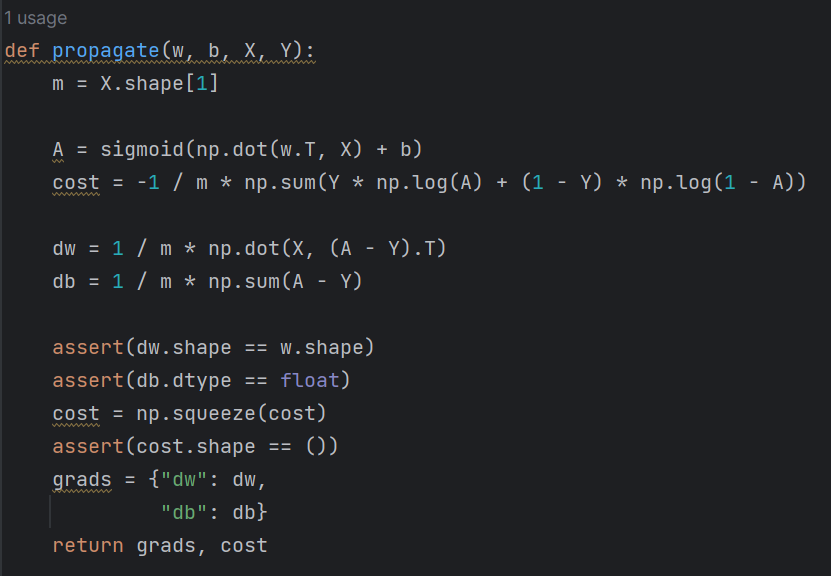 1 usage
def propagate(w, b, X, Y):
    m = X.shape[1]

    A = sigmoid(np.dot(w.T, X) + b)
    cost = -1 / m * np.sum(Y * np.log(A) + (1 - Y) * np.log(1 - A))

    dw = 1 / m * np.dot(X, (A - Y).T)
    db = 1 / m * np.sum(A - Y)

    assert(dw.shape == w.shape)
    assert(db.dtype == float)
    cost = np.squeeze(cost)
    assert(cost.shape == ())
    grads = {"dw": dw,
             "db": db}
    return grads, cost